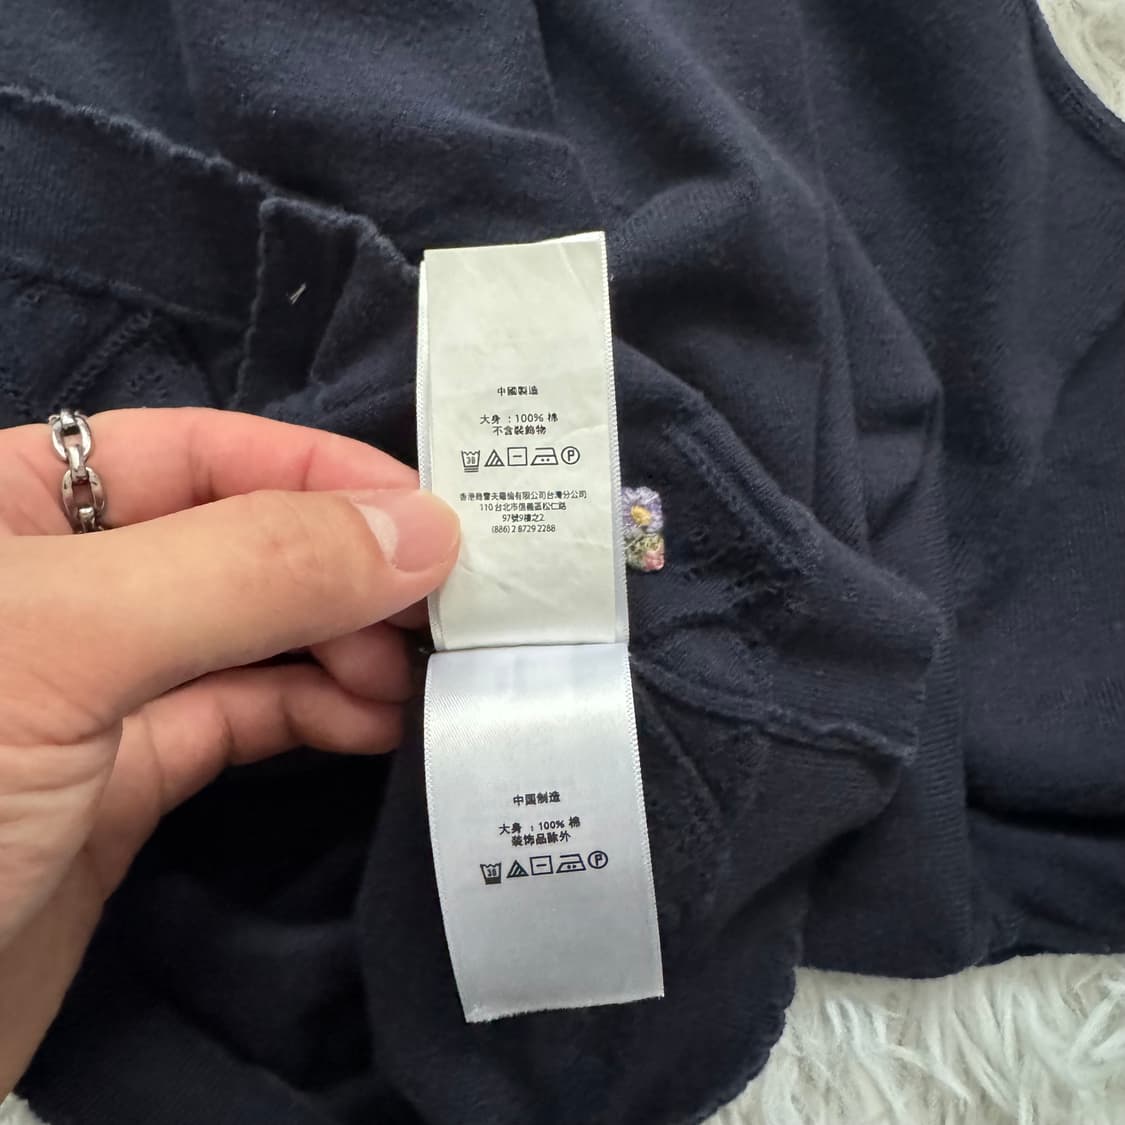 中國製造
大身：100% 棉
不含裝飾物
30 P
香港商雷夫羅倫有限公司台灣分公司
110 台北市信義區松仁路
97號9樓之2
(886) 2 8729 2288
中国制造
大身：100% 棉
装饰品除外
30 P